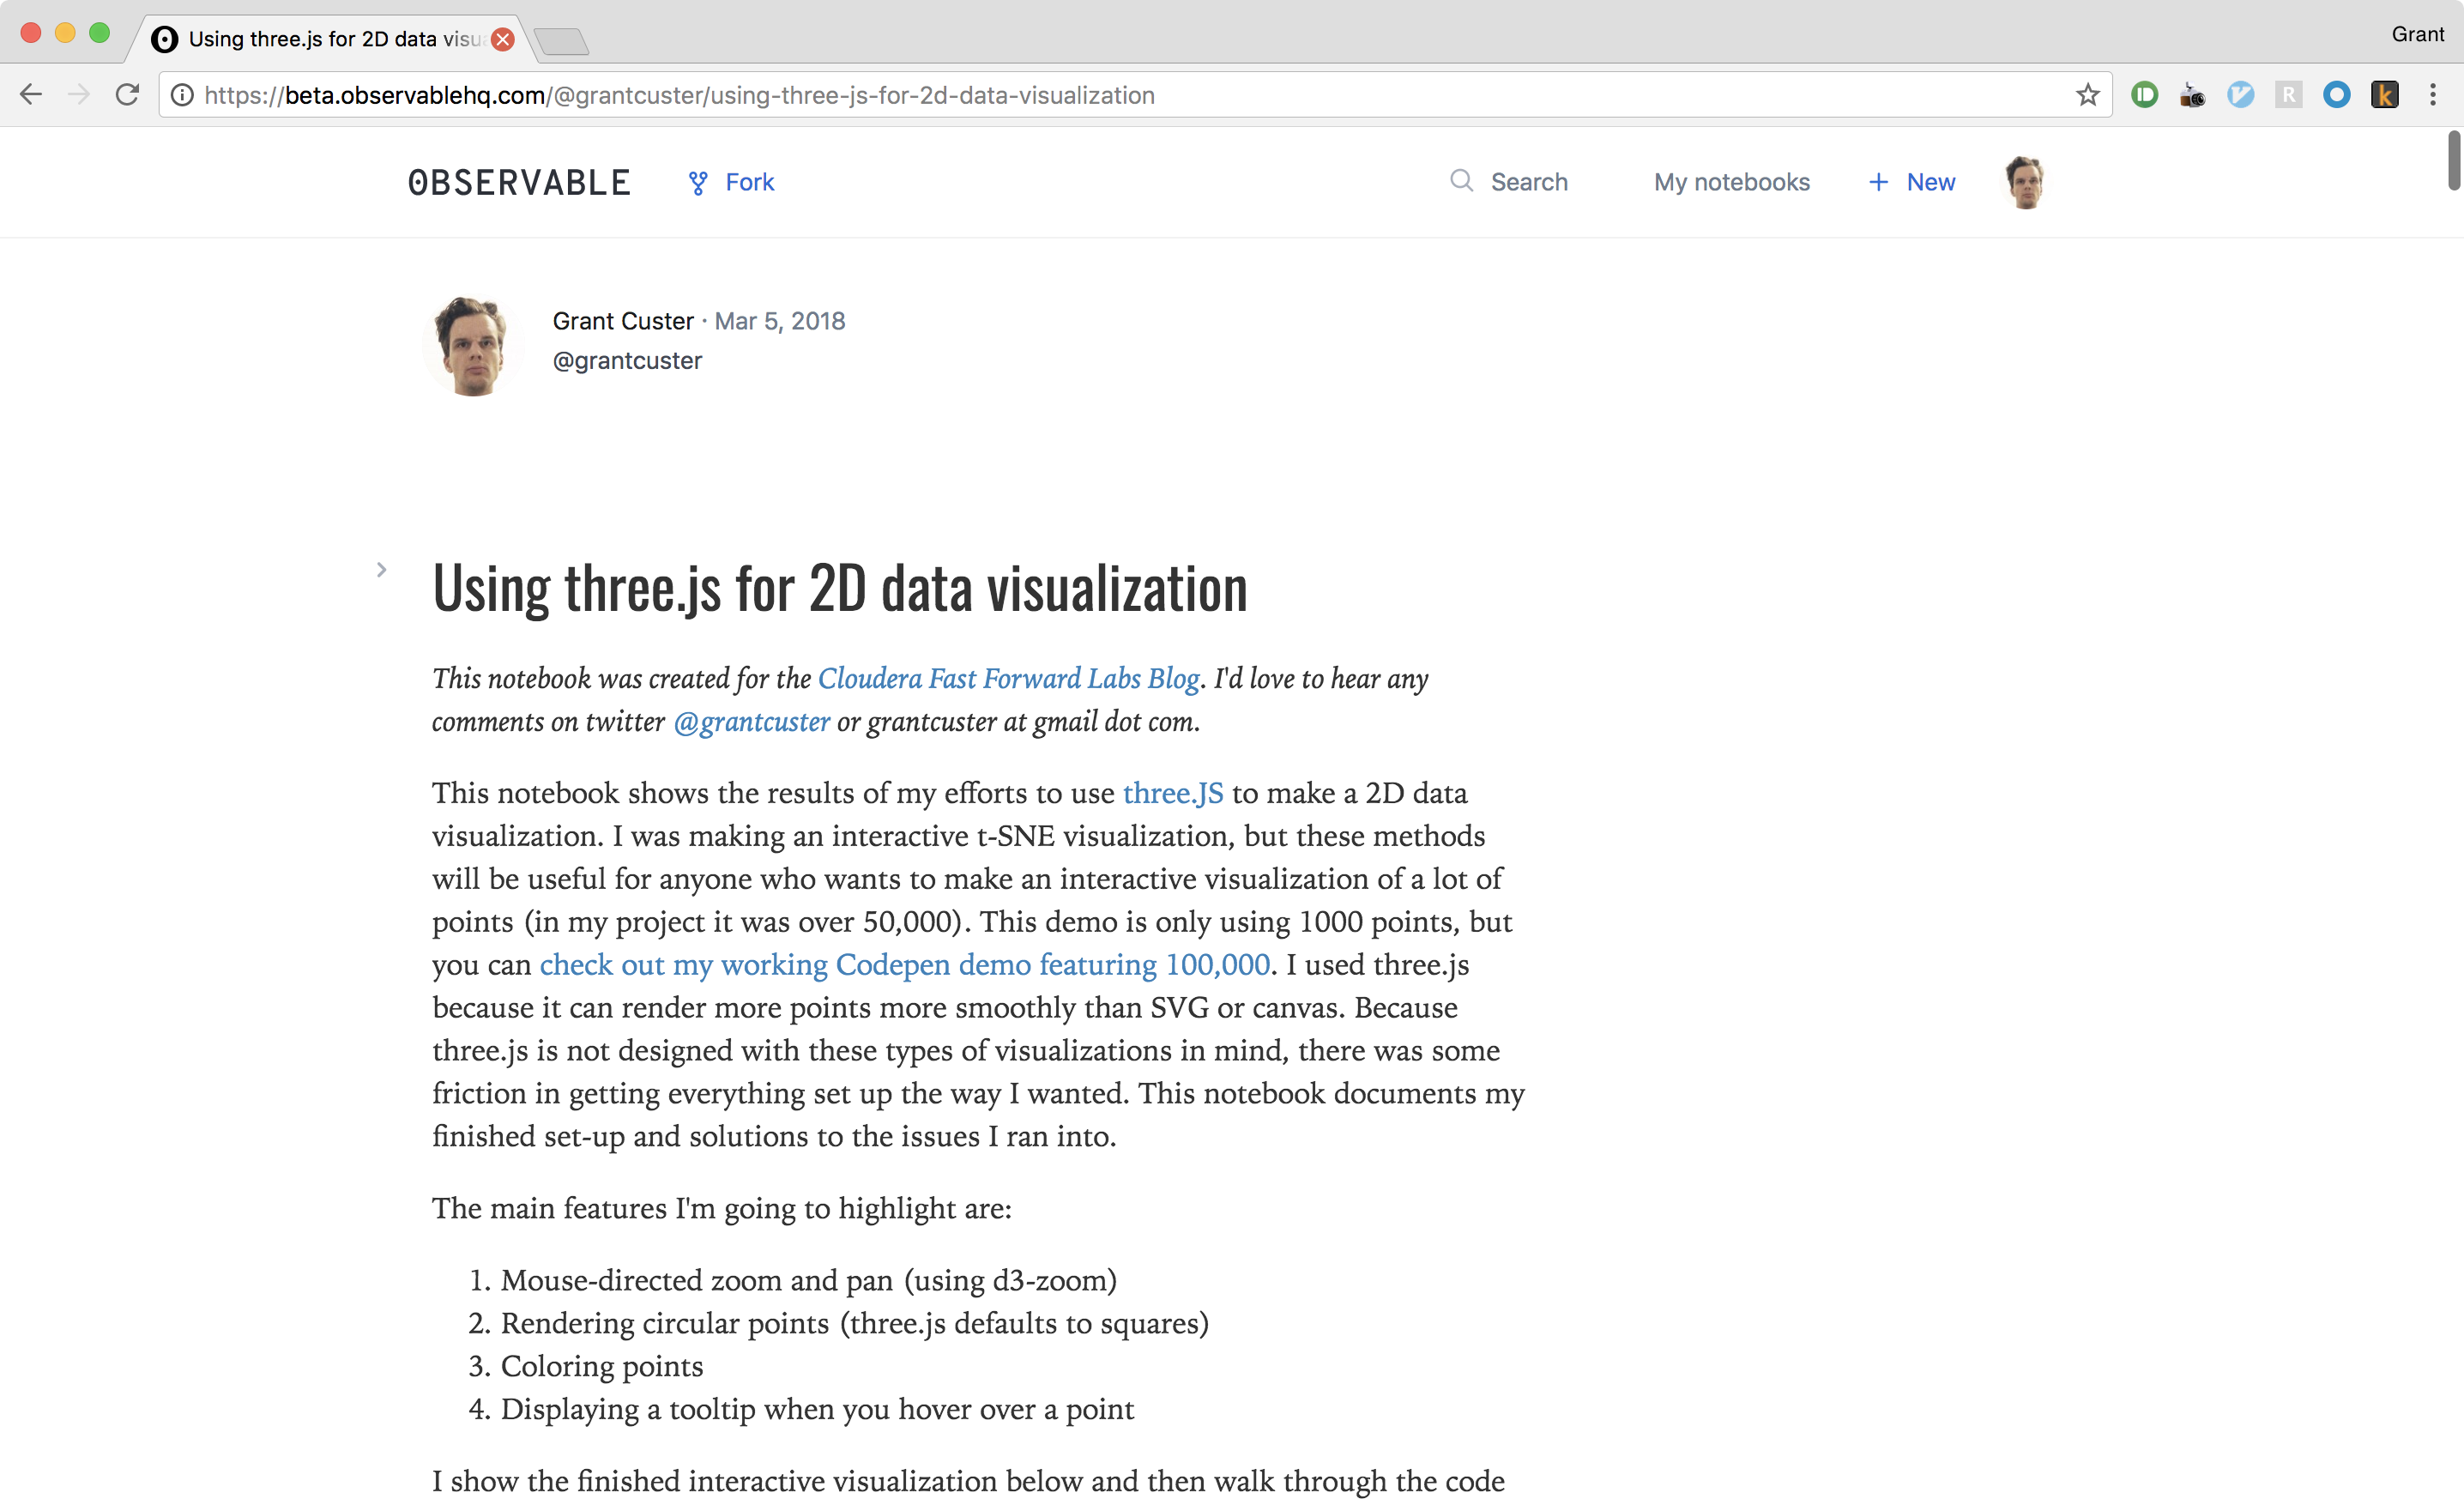 Using three.js for 2D data visu
Grant
https://beta.observablehq.com/@grantcuster/using-three-js-for-2d-data-visualization
R
k
OBSERVABLE
Fork
Search
My notebooks
+ New
Grant Custer · Mar 5, 2018
@grantcuster
Using three.js for 2D data visualization
This notebook was created for the Cloudera Fast Forward Labs Blog. I'd love to hear any
comments on twitter @grantcuster or grantcuster at gmail dot com.
This notebook shows the results of my efforts to use three.JS to make a 2D data
visualization. I was making an interactive t-SNE visualization, but these methods
will be useful for anyone who wants to make an interactive visualization of a lot of
points (in my project it was over 50,000). This demo is only using 1000 points, but
you can check out my working Codepen demo featuring 100,000. I used three.js
because it can render more points more smoothly than SVG or canvas. Because
three.js is not designed with these types of visualizations in mind, there was some
friction in getting everything set up the way I wanted. This notebook documents my
finished set-up and solutions to the issues I ran into.
The main features I'm going to highlight are:
1. Mouse-directed zoom and pan (using d3-zoom)
2. Rendering circular points (three.js defaults to squares)
3. Coloring points
4. Displaying a tooltip when you hover over a point
I show the finished interactive visualization below and then walk through the code